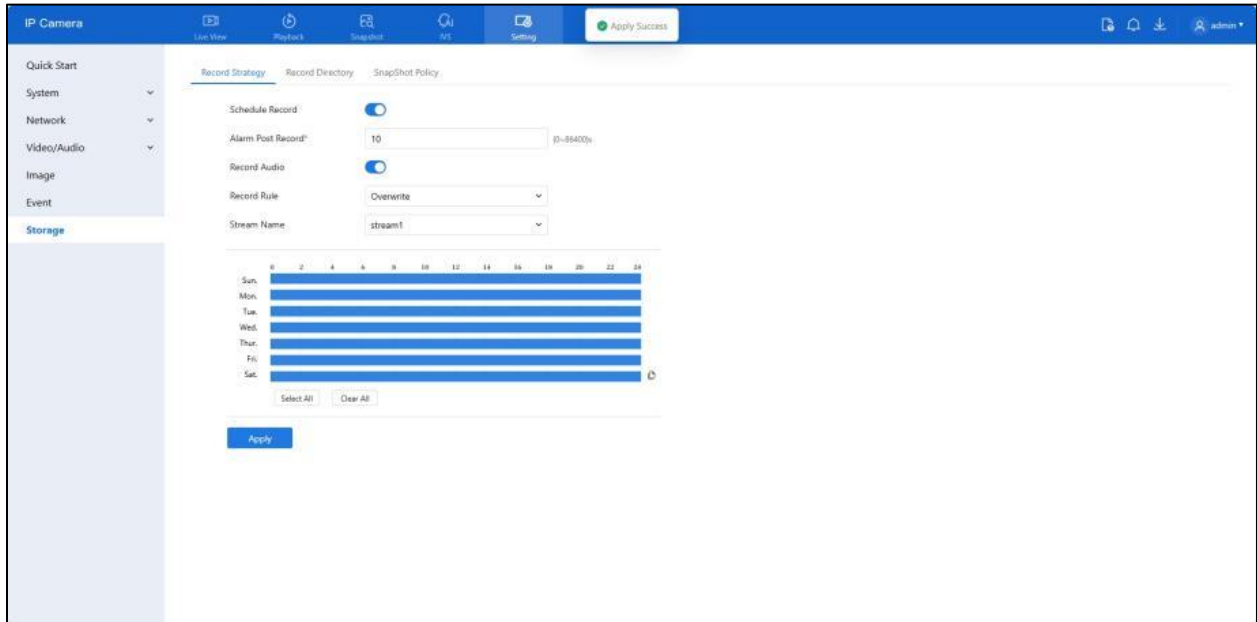 IP Camera
Live View
Playback
Snapshot
IVS
Setting
Apply Success
admin
Quick Start
System
Network
Video/Audio
Image
Event
Storage
Record Strategy Record Directory SnapShot Policy
Schedule Record
Alarm Post Record* 10 (0~86400)s
Record Audio
Record Rule Overwrite
Stream Name stream1
0 2 4 6 8 10 12 14 16 18 20 22 24
Sun.
Mon.
Tue.
Wed.
Thur.
Fri.
Sat.
Select All Clear All
Apply